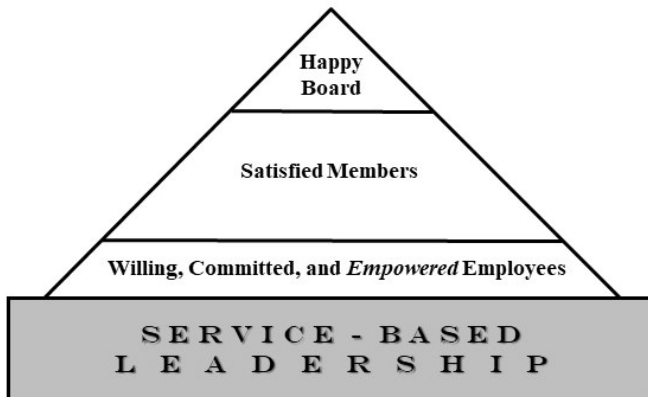 Happy
Board
Satisfied Members
Willing, Committed, and Empowered Employees
SERVICE - BASED
LEADERSHIP